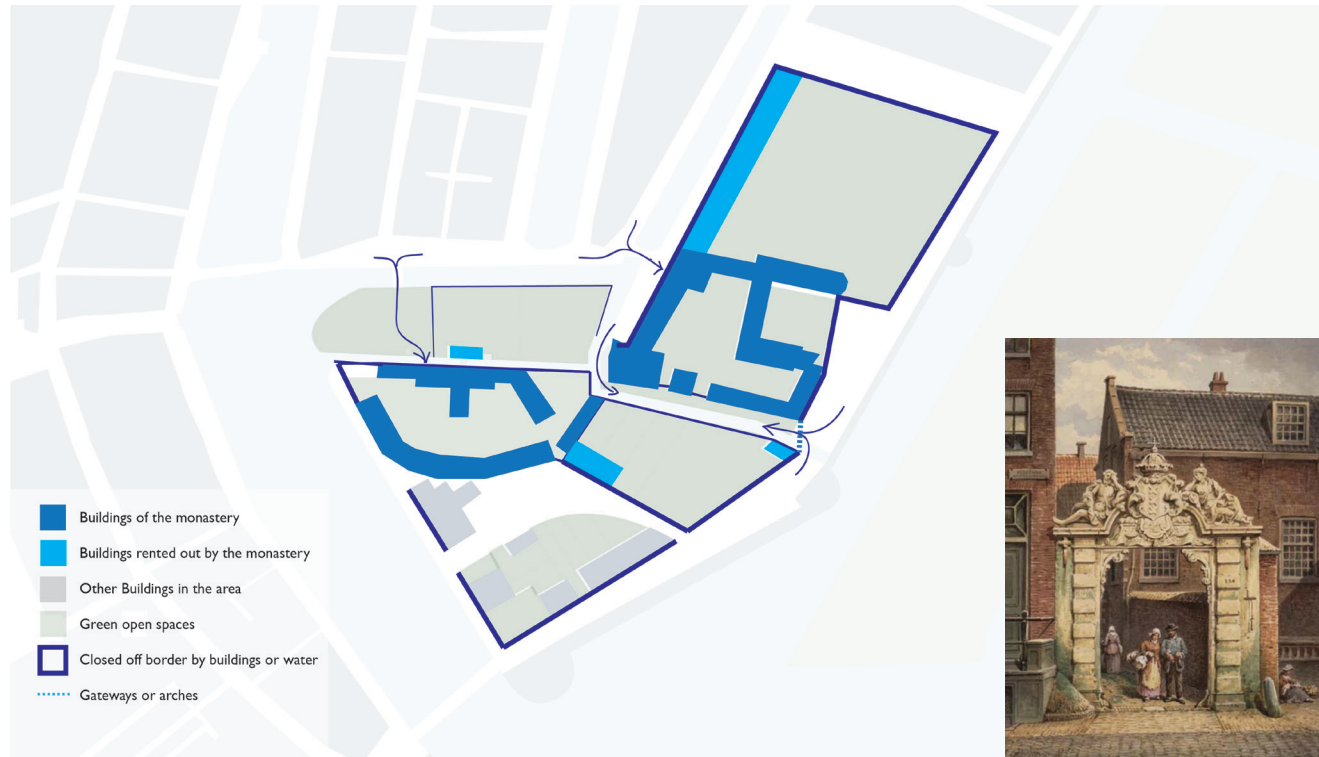 Buildings of the monastery
Buildings rented out by the monastery
Other Buildings in the area
Green open spaces
Closed off border by buildings or water
Gateways or arches